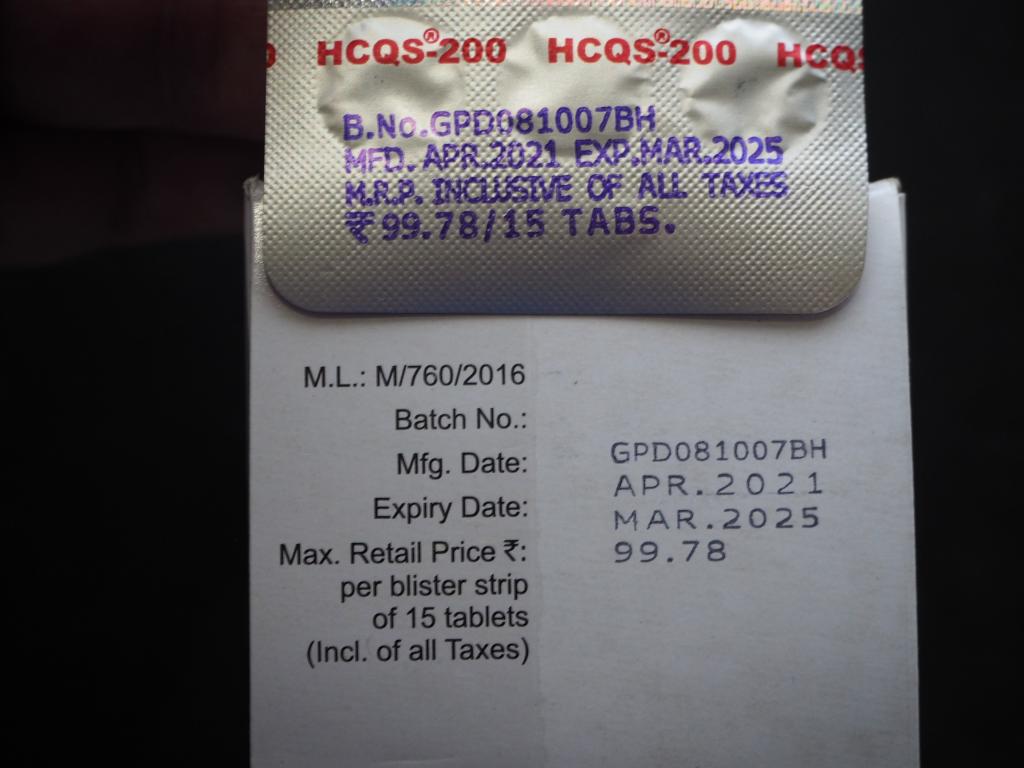 HCQS®-200 HCQS®-200 HCQS
B.No.GPD081007BH
MFD. APR.2021 EXP.MAR.2025
M.R.P. INCLUSIVE OF ALL TAXES
₹ 99.78/15 TABS.
M.L.: M/760/2016
Batch No.: GPD081007BH
Mfg. Date: APR.2021
Expiry Date: MAR.2025
Max. Retail Price ₹: 99.78
per blister strip
of 15 tablets
(Incl. of all Taxes)